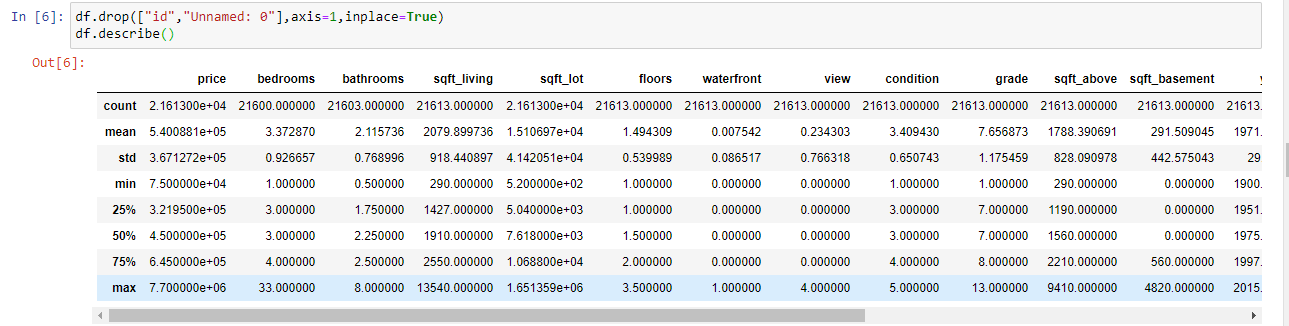 In [6]: df.drop(["id","Unnamed: 0"],axis=1,inplace=True)
df.describe()
Out[6]:
price bedrooms bathrooms sqft_living sqft_lot floors waterfront view condition grade sqft_above sqft_basement y
count 2.161300e+04 21600.000000 21603.000000 21613.000000 2.161300e+04 21613.000000 21613.000000 21613.000000 21613.000000 21613.000000 21613.000000 21613.000000 21613.
mean 5.400881e+05 3.372870 2.115736 2079.899736 1.510697e+04 1.494309 0.007542 0.234303 3.409430 7.656873 1788.390691 291.509045 1971.
std 3.671272e+05 0.926657 0.768996 918.440897 4.142051e+04 0.539989 0.086517 0.766318 0.650743 1.175459 828.090978 442.575043 29.
min 7.500000e+04 1.000000 0.500000 290.000000 5.200000e+02 1.000000 0.000000 0.000000 1.000000 1.000000 290.000000 0.000000 1900.
25% 3.219500e+05 3.000000 1.750000 1427.000000 5.040000e+03 1.000000 0.000000 0.000000 3.000000 7.000000 1190.000000 0.000000 1951.
50% 4.500000e+05 3.000000 2.250000 1910.000000 7.618000e+03 1.500000 0.000000 0.000000 3.000000 7.000000 1560.000000 0.000000 1975.
75% 6.450000e+05 4.000000 2.500000 2550.000000 1.068800e+04 2.000000 0.000000 0.000000 4.000000 8.000000 2210.000000 560.000000 1997.
max 7.700000e+06 33.000000 8.000000 13540.000000 1.651359e+06 3.500000 1.000000 4.000000 5.000000 13.000000 9410.000000 4820.000000 2015.